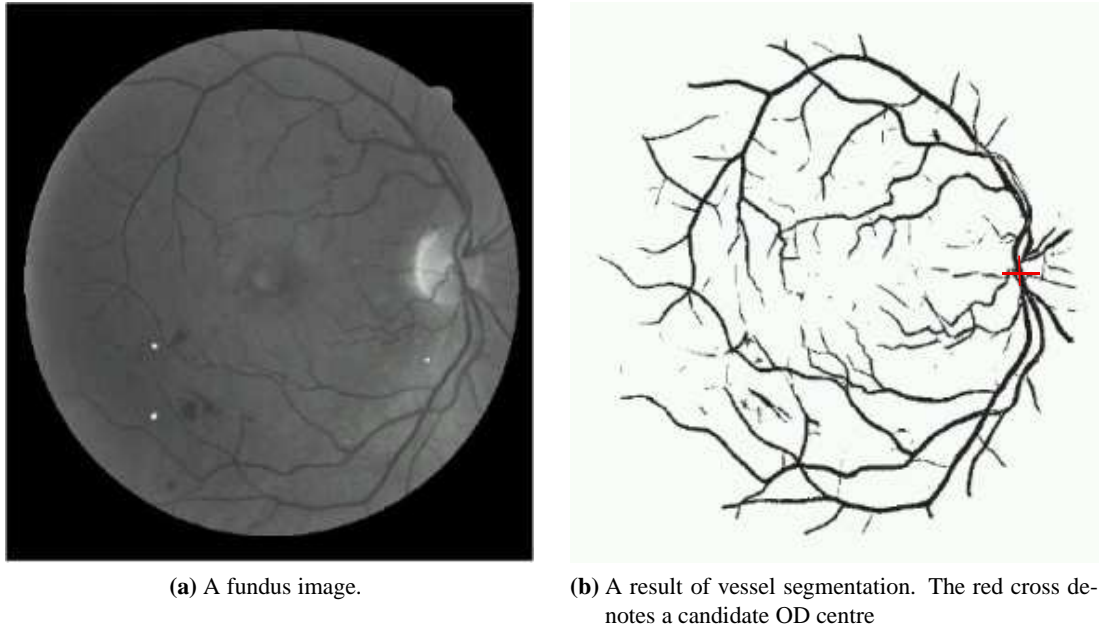 (a) A fundus image.
(b) A result of vessel segmentation. The red cross de-
notes a candidate OD centre